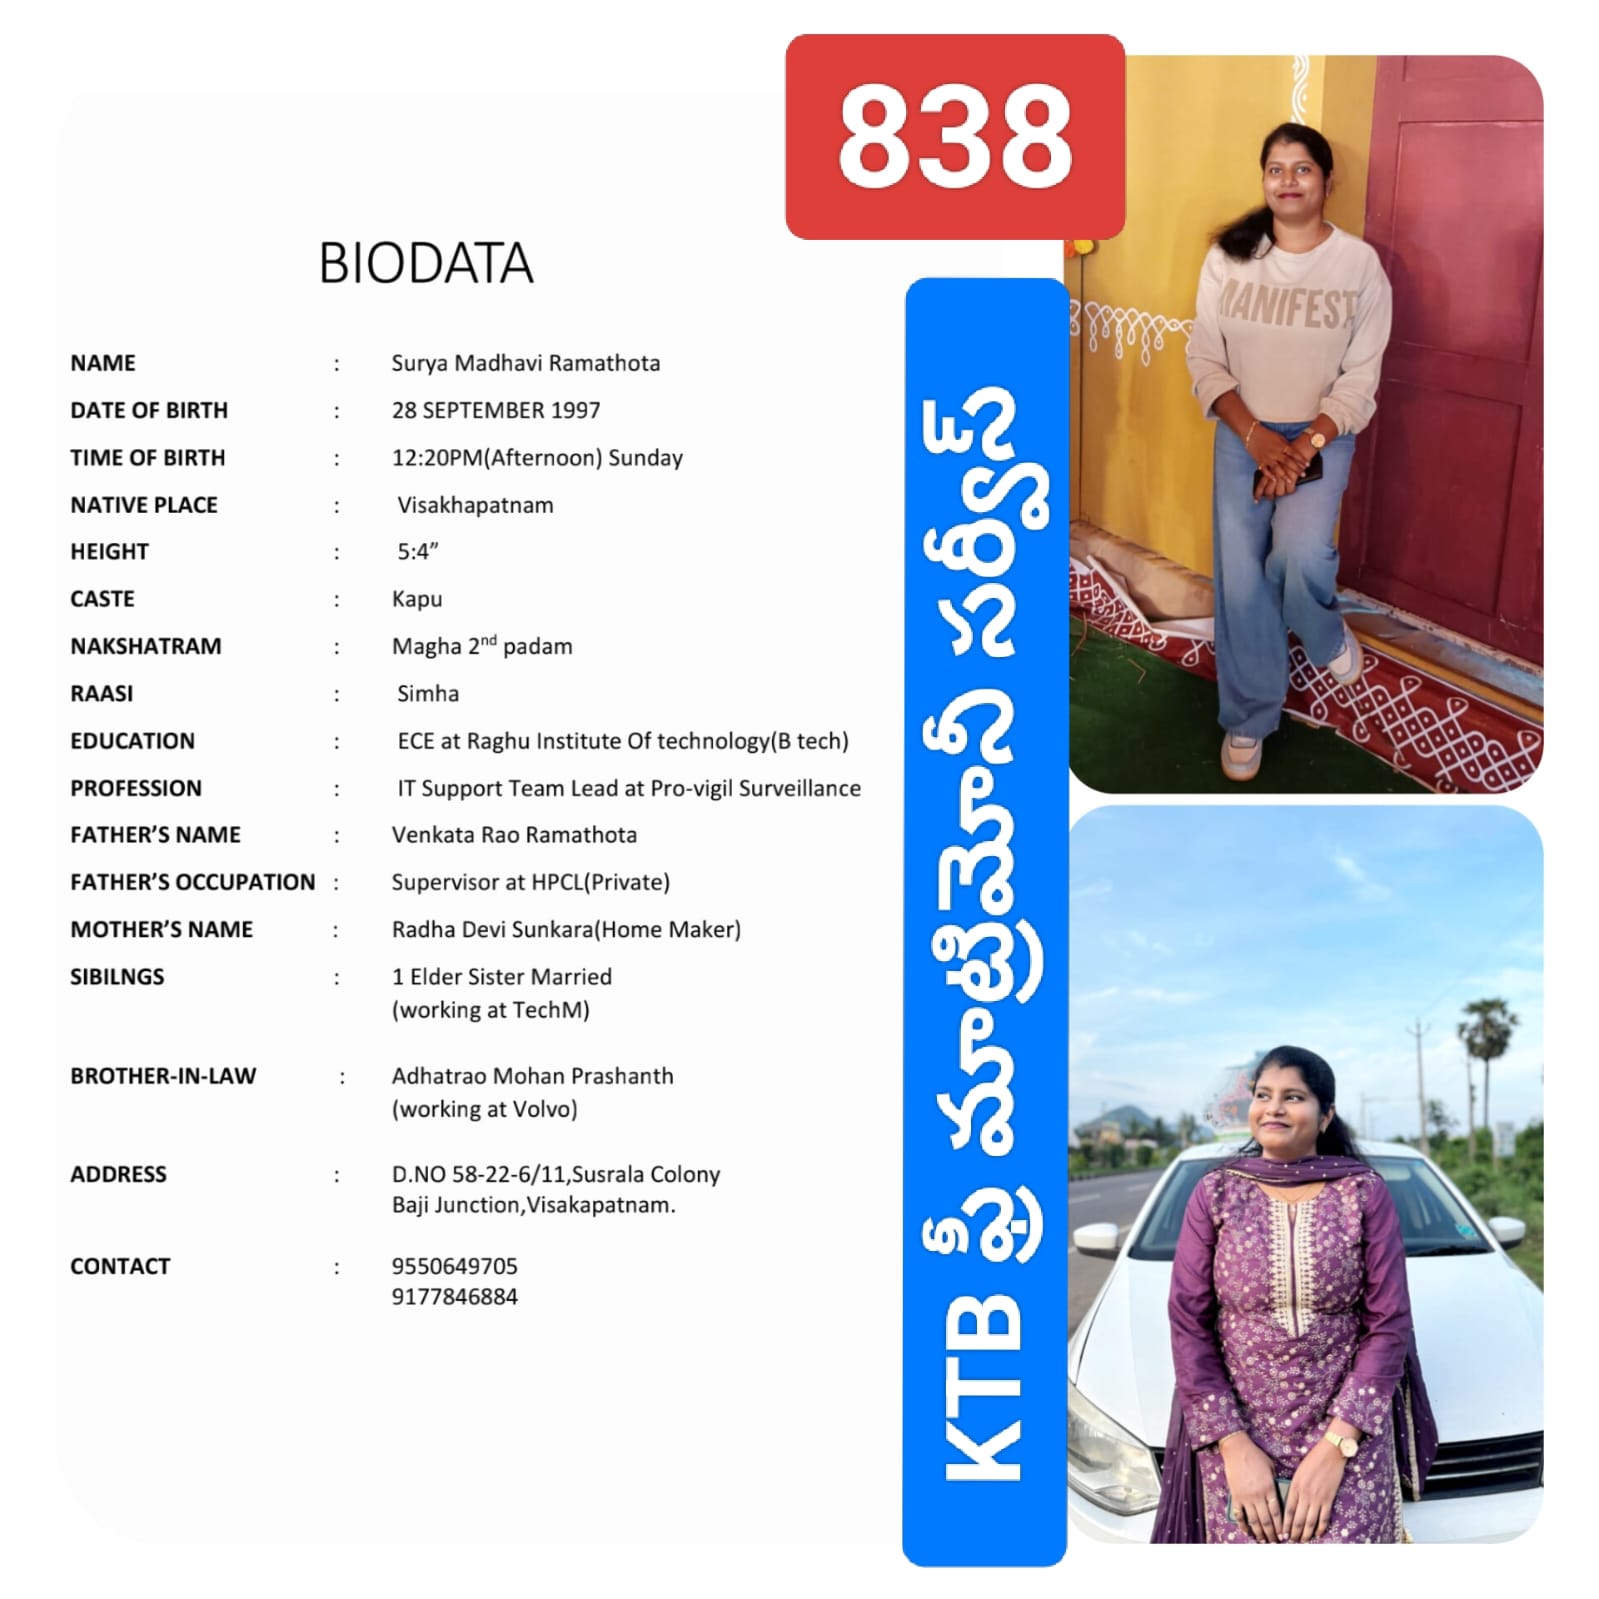 838
BIODATA
NAME : Surya Madhavi Ramathota
DATE OF BIRTH : 28 SEPTEMBER 1997
TIME OF BIRTH : 12:20PM(Afternoon) Sunday
NATIVE PLACE : Visakhapatnam
HEIGHT : 5:4”
CASTE : Kapu
NAKSHATRAM : Magha 2nd padam
RAASI : Simha
EDUCATION : ECE at Raghu Institute Of technology(B tech)
PROFESSION : IT Support Team Lead at Pro-vigil Surveillance
FATHER’S NAME : Venkata Rao Ramathota
FATHER’S OCCUPATION : Supervisor at HPCL(Private)
MOTHER’S NAME : Radha Devi Sunkara(Home Maker)
SIBILNGS : 1 Elder Sister Married
(working at TechM)
BROTHER-IN-LAW : Adhatrao Mohan Prashanth
(working at Volvo)
ADDRESS : D.NO 58-22-6/11,Susrala Colony
Baji Junction,Visakapatnam.
CONTACT : 9550649705
9177846884
KTB ఫ్రీ మాట్రిమోనీ సర్వీస్
MANIFEST